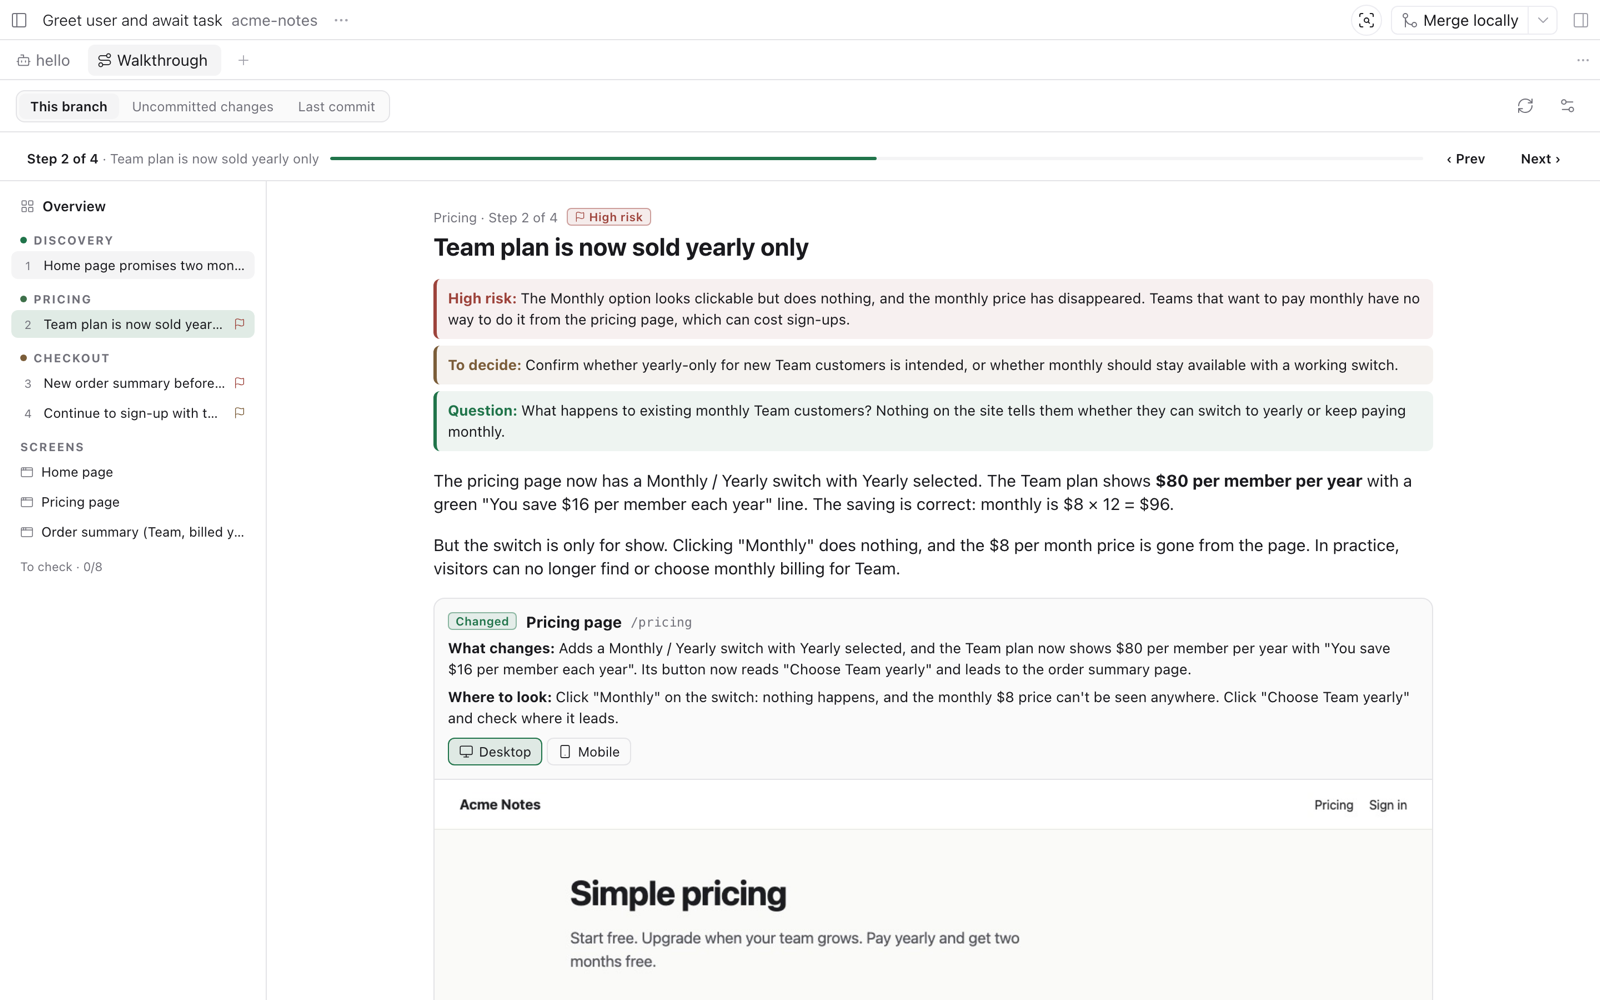 Greet user and await task acme-notes ···
Merge locally
hello
Walkthrough
This branch
Uncommitted changes
Last commit
Step 2 of 4 · Team plan is now sold yearly only
‹ Prev
Next ›
Overview
DISCOVERY
1 Home page promises two mon...
PRICING
2 Team plan is now sold year...
CHECKOUT
3 New order summary before...
4 Continue to sign-up with t...
SCREENS
Home page
Pricing page
Order summary (Team, billed y...
To check · 0/8
Pricing · Step 2 of 4 High risk
Team plan is now sold yearly only
High risk: The Monthly option looks clickable but does nothing, and the monthly price has disappeared. Teams that want to pay monthly have no
way to do it from the pricing page, which can cost sign-ups.
To decide: Confirm whether yearly-only for new Team customers is intended, or whether monthly should stay available with a working switch.
Question: What happens to existing monthly Team customers? Nothing on the site tells them whether they can switch to yearly or keep paying
monthly.
The pricing page now has a Monthly / Yearly switch with Yearly selected. The Team plan shows $80 per member per year with a
green "You save $16 per member each year" line. The saving is correct: monthly is $8 × 12 = $96.
But the switch is only for show. Clicking "Monthly" does nothing, and the $8 per month price is gone from the page. In practice,
visitors can no longer find or choose monthly billing for Team.
Changed Pricing page /pricing
What changes: Adds a Monthly / Yearly switch with Yearly selected, and the Team plan now shows $80 per member per year with "You save
$16 per member each year". Its button now reads "Choose Team yearly" and leads to the order summary page.
Where to look: Click "Monthly" on the switch: nothing happens, and the monthly $8 price can't be seen anywhere. Click "Choose Team yearly"
and check where it leads.
Desktop
Mobile
Acme Notes
Pricing
Sign in
Simple pricing
Start free. Upgrade when your team grows. Pay yearly and get two
months free.